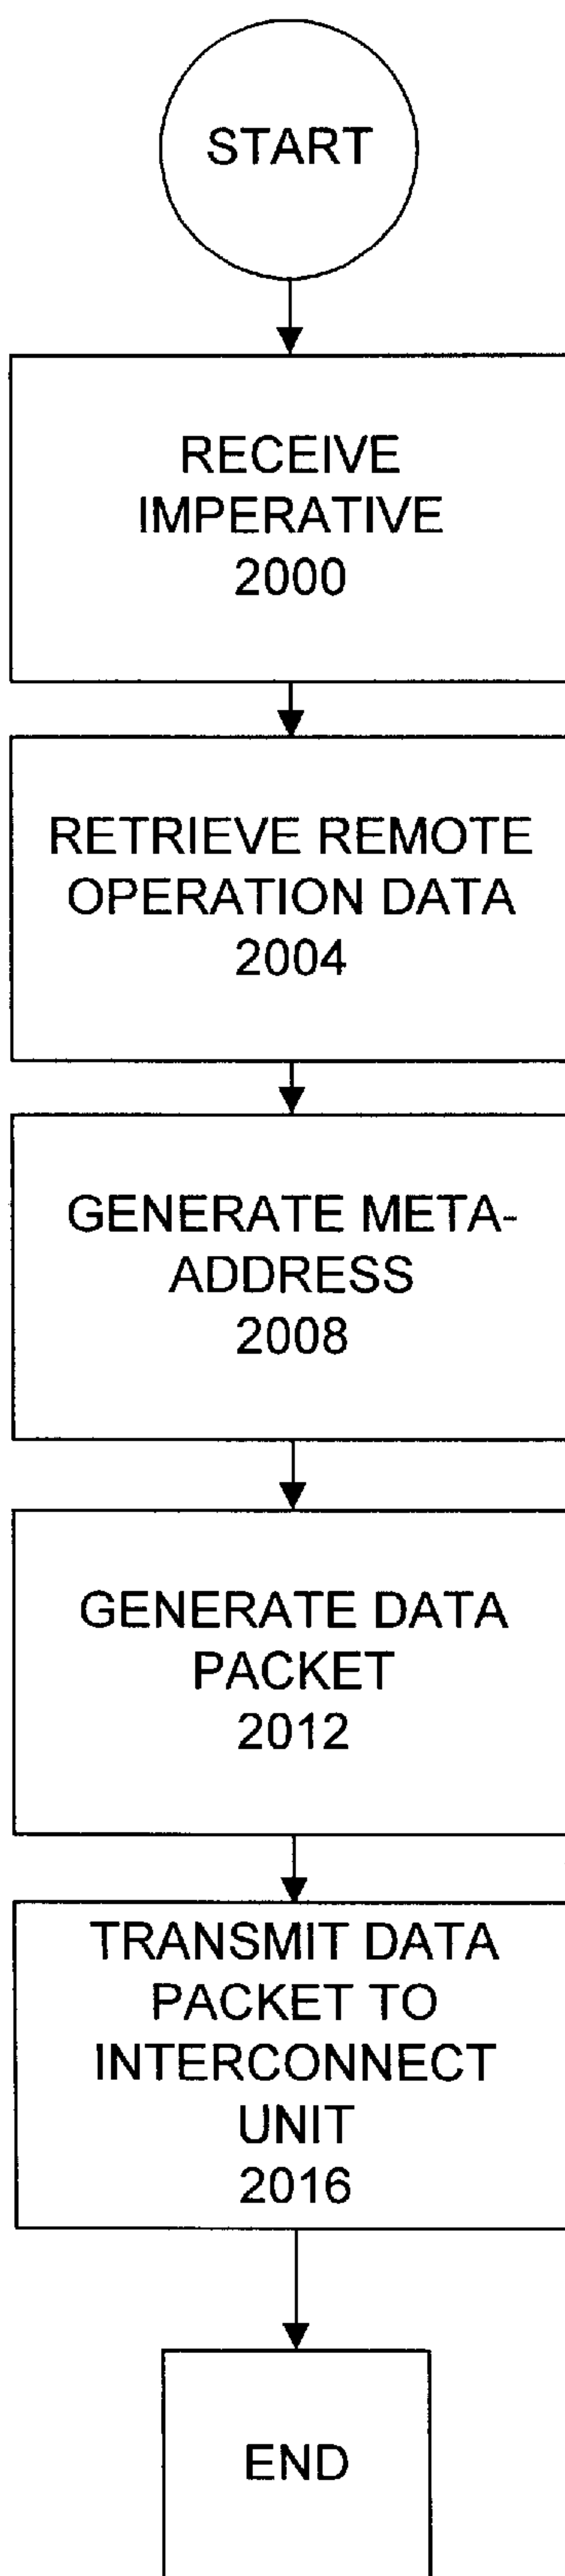 START
RECEIVE
IMPERATIVE
2000
RETRIEVE REMOTE
OPERATION DATA
2004
GENERATE META-
ADDRESS
2008
GENERATE DATA
PACKET
2012
TRANSMIT DATA
PACKET TO
INTERCONNECT
UNIT
2016
END